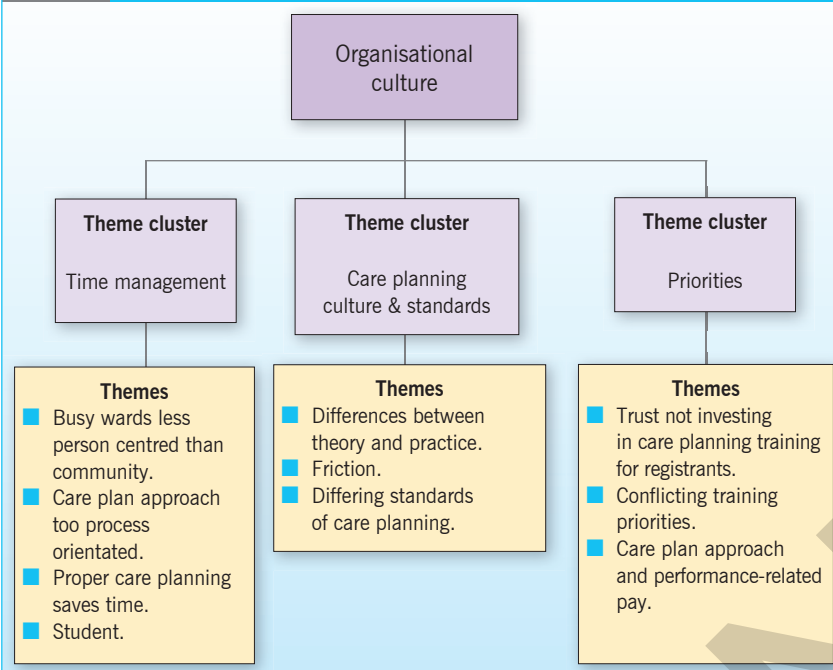 Organisational
culture
Theme cluster
Time management
Theme cluster
Care planning
culture & standards
Theme cluster
Priorities
Themes
Busy wards less
person centred than
community.
Care plan approach
too process
orientated.
Proper care planning
saves time.
Student.
Themes
Differences between
theory and practice.
Friction.
Differing standards
of care planning.
Themes
Trust not investing
in care planning training
for registrants.
Conflicting training
priorities.
Care plan approach
and performance-related
pay.